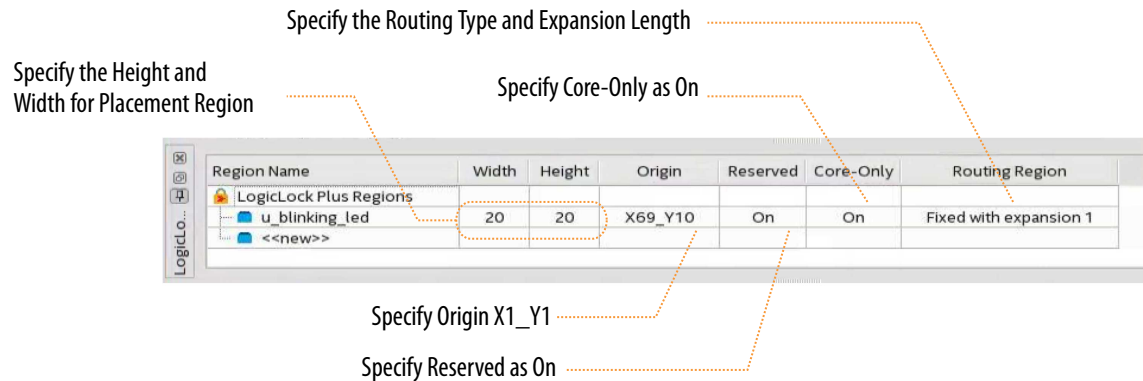 Specify the Routing Type and Expansion Length
Specify the Height and
Width for Placement Region
Specify Core-Only as On
Region Name Width Height Origin Reserved Core-Only Routing Region
LogicLock Plus Regions
u_blinking_led 20 20 X69_Y10 On On Fixed with expansion 1
<<new>>
LogicLo...
Specify Origin X1_Y1
Specify Reserved as On